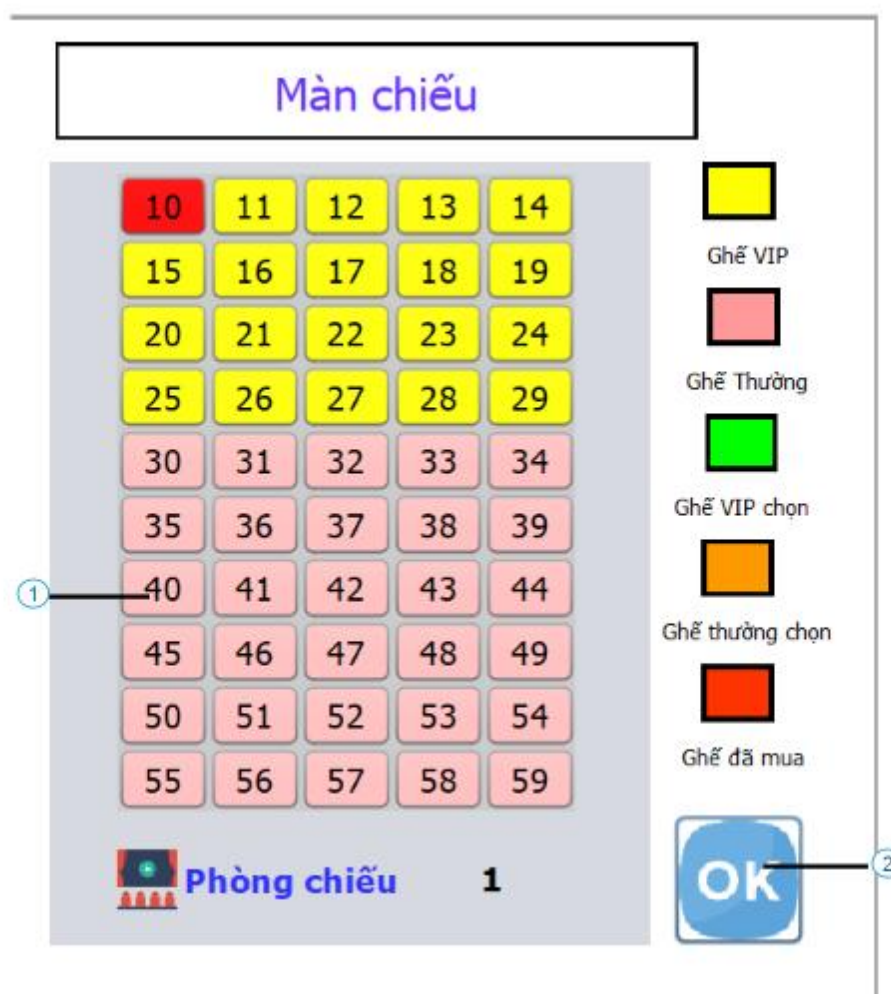 Màn chiếu
10 11 12 13 14
Ghế VIP
15 16 17 18 19
20 21 22 23 24
Ghế Thường
25 26 27 28 29
30 31 32 33 34
Ghế VIP chọn
35 36 37 38 39
1 40 41 42 43 44
Ghế thường chọn
45 46 47 48 49
50 51 52 53 54
Ghế đã mua
55 56 57 58 59
Phòng chiếu 1
OK 2